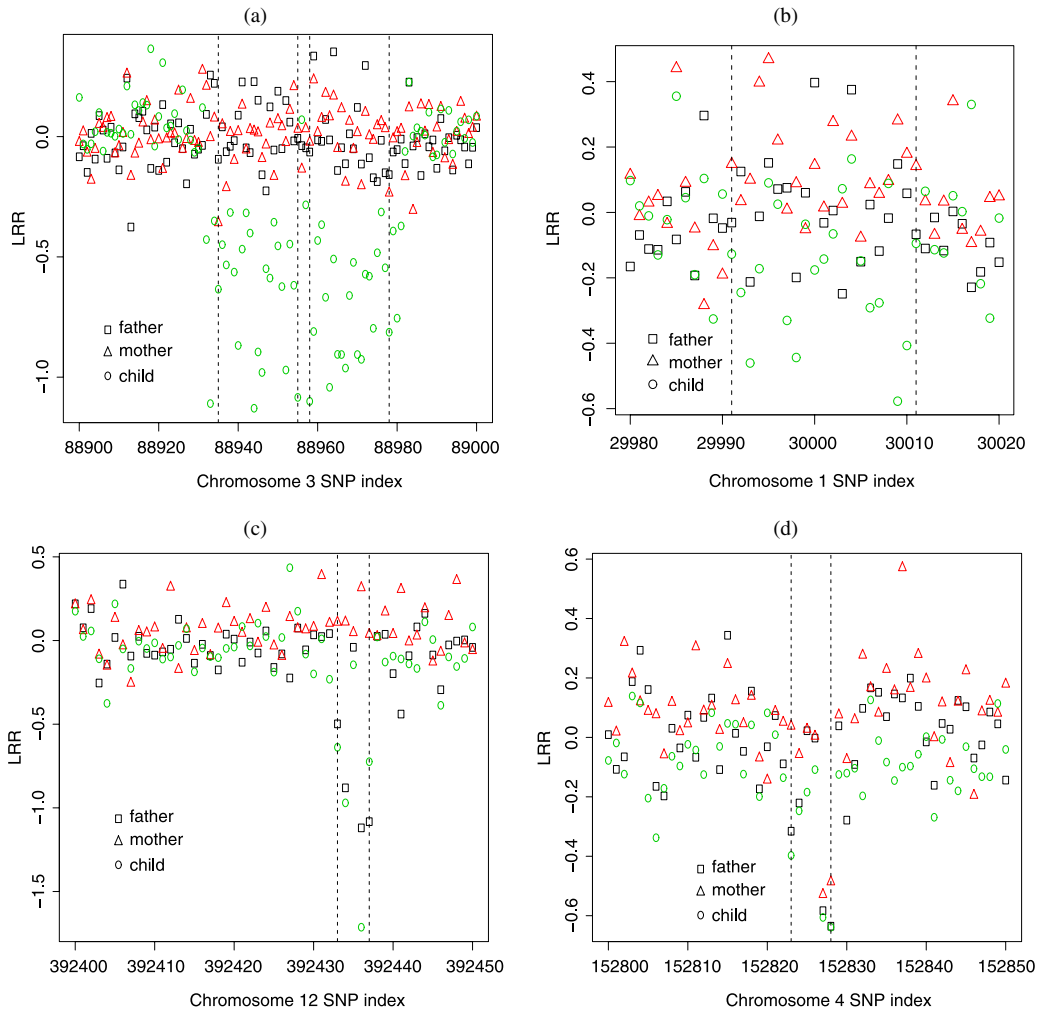 (a)
0.0
−0.5
−1.0
LRR
father
mother
child
88900
88920
88940
88960
88980
89000
Chromosome 3 SNP index
(b)
0.4
0.2
0.0
−0.2
−0.4
−0.6
LRR
father
mother
child
29980
29990
30000
30010
30020
Chromosome 1 SNP index
(c)
0.5
0.0
−0.5
−1.0
−1.5
LRR
father
mother
child
392400
392410
392420
392430
392440
392450
Chromosome 12 SNP index
(d)
0.6
0.4
0.2
0.0
−0.2
−0.4
−0.6
LRR
father
mother
child
152800
152810
152820
152830
152840
152850
Chromosome 4 SNP index